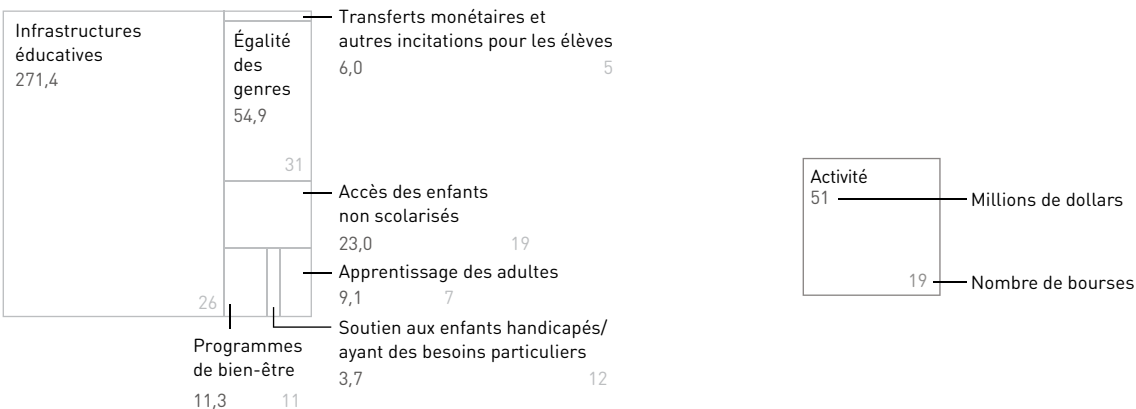 Infrastructures
éducatives
271,4
26
Égalité
des
genres
54,9
31
Transferts monétaires et
autres incitations pour les élèves
6,0 5
Accès des enfants
non scolarisés
23,0 19
Apprentissage des adultes
9,1 7
Soutien aux enfants handicapés/
ayant des besoins particuliers
3,7 12
Programmes
de bien-être
11,3 11
Activité
51
Millions de dollars
19
Nombre de bourses